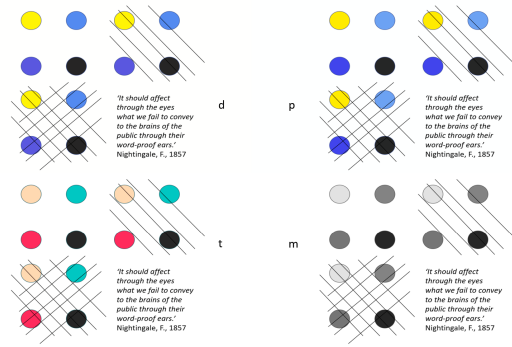 'It should affect
through the eyes
what we fail to convey
to the brains of the
public through their
word-proof ears.'
Nightingale, F., 1857
d
p
'It should affect
through the eyes
what we fail to convey
to the brains of the
public through their
word-proof ears.'
Nightingale, F., 1857
t
m
'It should affect
through the eyes
what we fail to convey
to the brains of the
public through their
word-proof ears.'
Nightingale, F., 1857
'It should affect
through the eyes
what we fail to convey
to the brains of the
public through their
word-proof ears.'
Nightingale, F., 1857